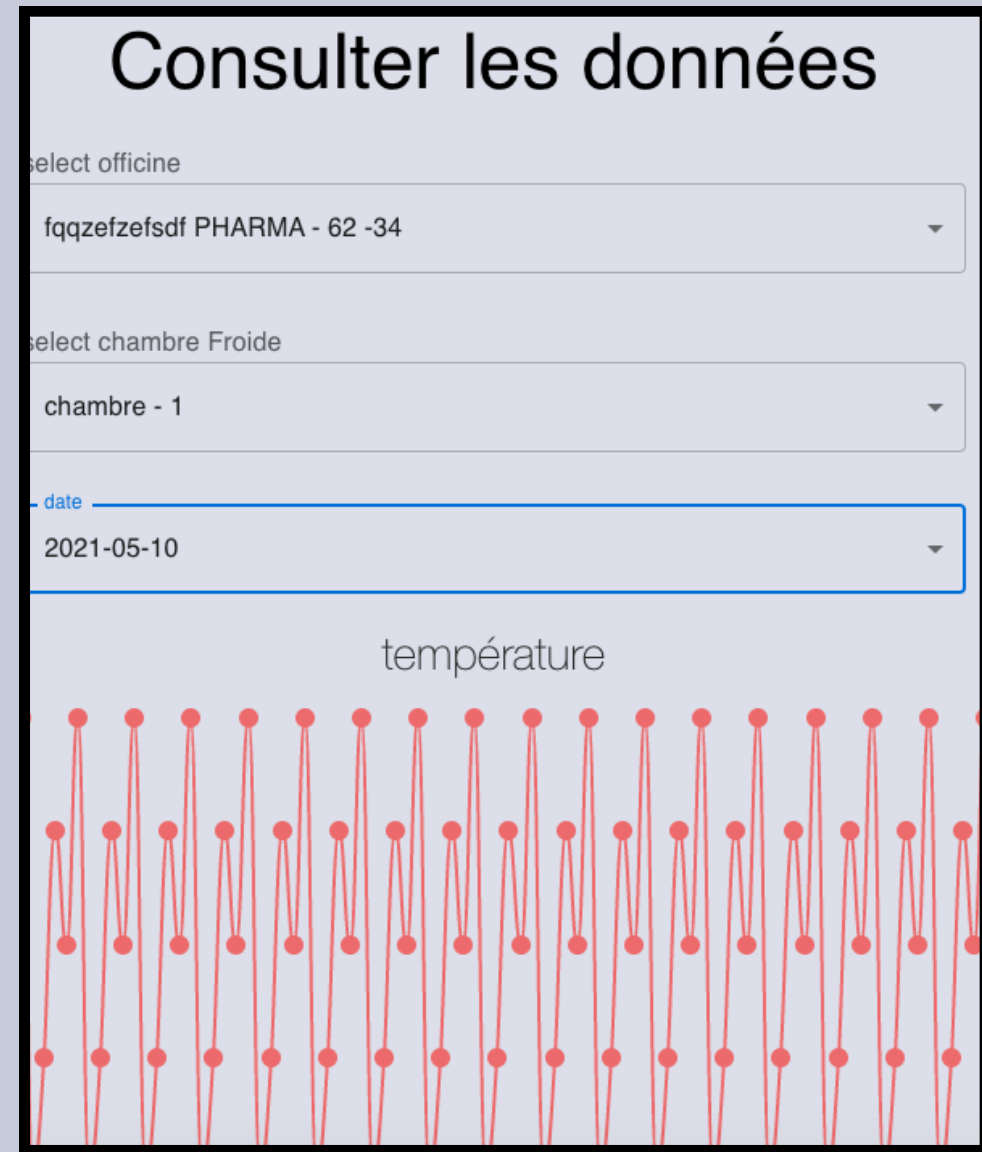 Consulter les données
select officine
fqqzefzefsdf PHARMA - 62 -34
select chambre Froide
chambre - 1
date
2021-05-10
température